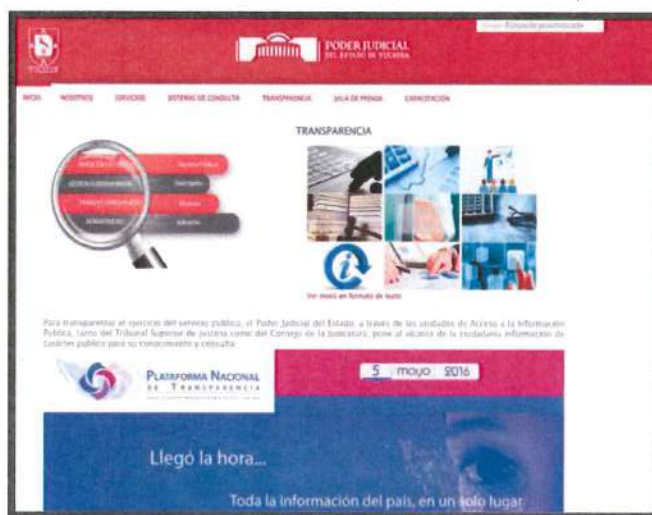 PODER JUDICIAL
DEL ESTADO DE YUCATÁN
INICIO NOSOTROS SERVICIOS SISTEMAS DE CONSULTA TRANSPARENCIA SALA DE PRENSA CAPACITACIÓN
TRANSPARENCIA
Ver menú en formato de texto
Para transparentar el ejercicio del servicio público, el Poder Judicial del Estado, a través de las unidades de Acceso a la Información
Pública, tanto del Tribunal Superior de Justicia como del Consejo de la Judicatura, pone al alcance de la ciudadanía información de
carácter público para su conocimiento y consulta
PLATAFORMA NACIONAL
DE TRANSPARENCIA
5 mayo 2016
Llegó la hora...
Toda la información del país, en un solo lugar